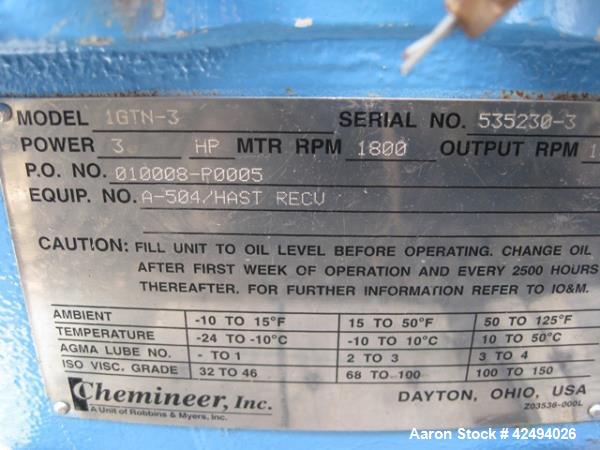 MODEL 1GTN-3 SERIAL NO. 535230-3
POWER 3 HP MTR RPM 1800 OUTPUT RPM 1
P.O. NO. 010008-P0005
EQUIP. NO. A-504/HAST RECV
CAUTION: FILL UNIT TO OIL LEVEL BEFORE OPERATING. CHANGE OIL
AFTER FIRST WEEK OF OPERATION AND EVERY 2500 HOURS
THEREAFTER. FOR FURTHER INFORMATION REFER TO IO&M.
AMBIENT -10 TO 15°F 15 TO 50°F 50 TO 125°F
TEMPERATURE -24 TO -10°C -10 TO 10°C 10 TO 50°C
AGMA LUBE NO. - TO 1 2 TO 3 3 TO 4
ISO VISC. GRADE 32 TO 46 68 TO 100 100 TO 150
Chemineer, Inc. DAYTON, OHIO, USA
A Unit of Robbins & Myers, Inc. Z03536-000L
Aaron Stock # 42494026